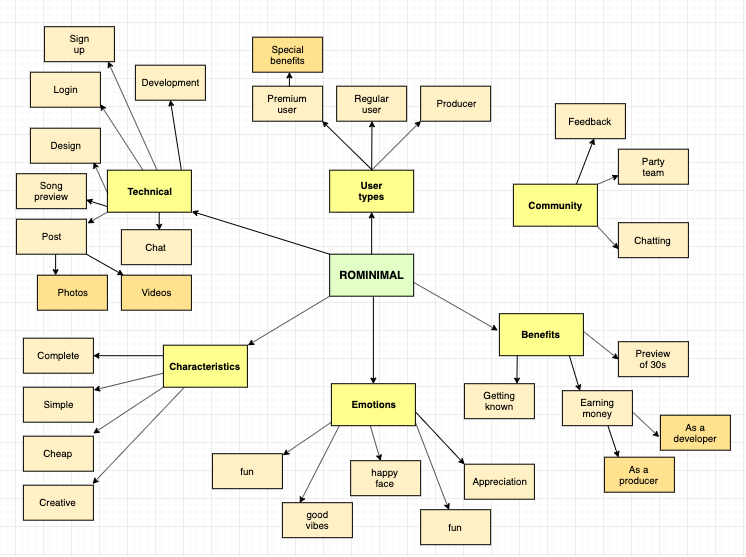 Sign
up
Login
Development
Design
Song
preview
Technical
Post
Chat
Photos
Videos
Special
benefits
Premium
user
Regular
user
Producer
User
types
Feedback
Party
team
Community
Chatting
ROMINIMAL
Complete
Characteristics
Simple
Cheap
Creative
Emotions
fun
good
vibes
happy
face
fun
Appreciation
Benefits
Preview
of 30s
Getting
known
Earning
money
As a
developer
As a
producer